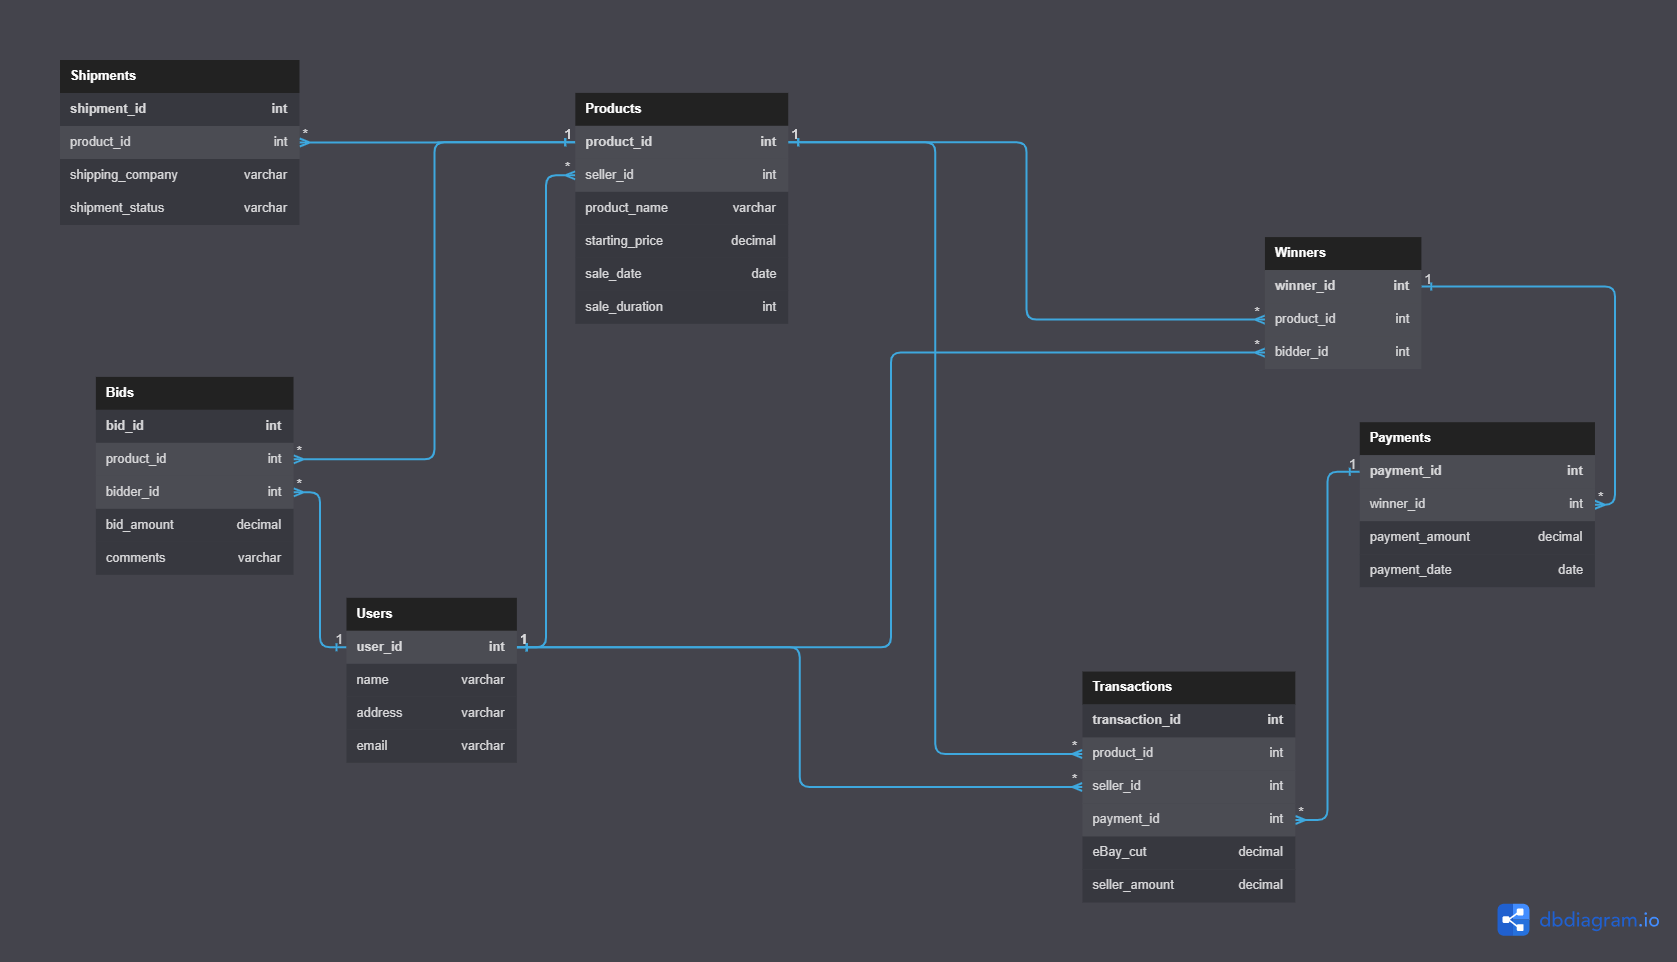 Shipments
shipment_id int
product_id int
shipping_company varchar
shipment_status varchar
*
1
Products
product_id int
seller_id int
product_name varchar
starting_price decimal
sale_date date
sale_duration int
*
1
Winners
winner_id int
product_id int
bidder_id int
1
*
*
Bids
bid_id int
product_id int
bidder_id int
bid_amount decimal
comments varchar
*
*
Payments
payment_id int
winner_id int
payment_amount decimal
payment_date date
1
*
Users
user_id int
name varchar
address varchar
email varchar
1
1
Transactions
transaction_id int
product_id int
seller_id int
payment_id int
eBay_cut decimal
seller_amount decimal
*
*
*
dbdiagram.io